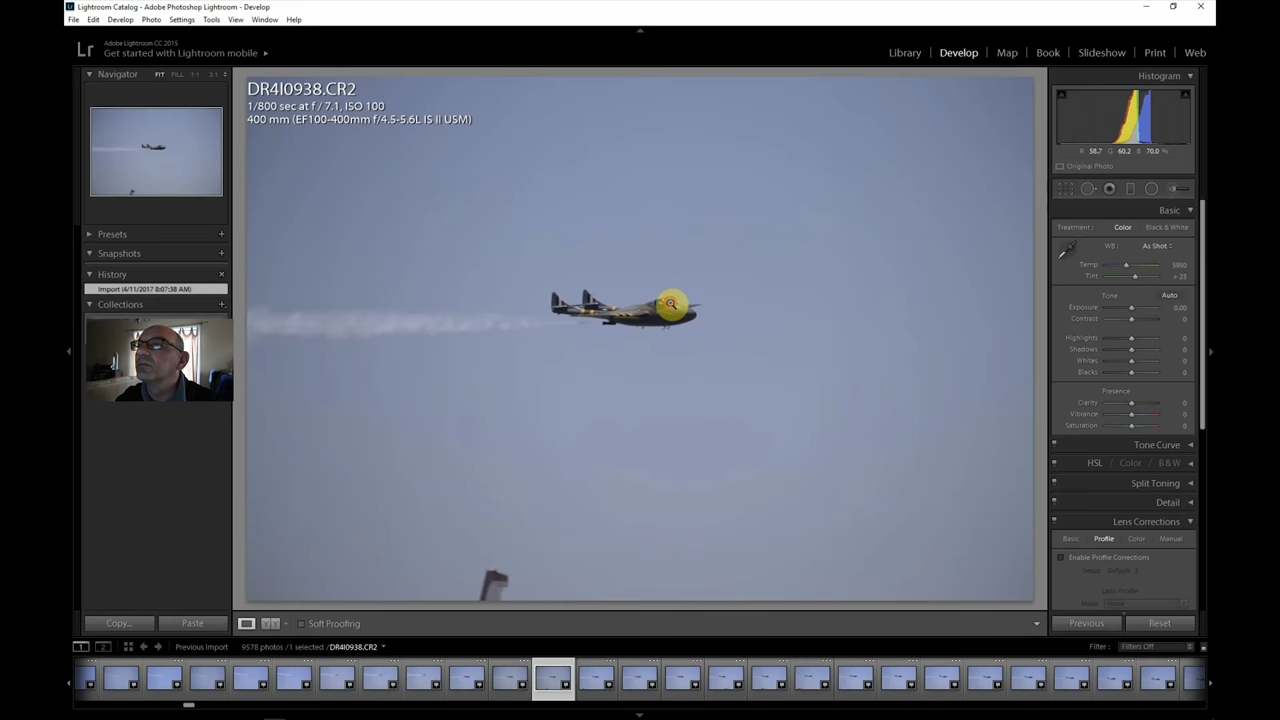 Lightroom Catalog - Adobe Photoshop Lightroom - Develop
File Edit Develop Photo Settings Tools View Window Help
Lr
Adobe Lightroom CC 2015
Get started with Lightroom mobile
Library | Develop | Map | Book | Slideshow | Print | Web
Navigator FIT FILL 1:1 3:1
Presets
Snapshots
History
Import (4/11/2017 8:07:38 AM)
Collections
Copy... Paste
DR4I0938.CR2
1/800 sec at f / 7.1, ISO 100
400 mm (EF100-400mm f/4.5-5.6L IS II USM)
Soft Proofing
Histogram
R 58.7 G 60.2 B 70.0 %
Original Photo
Basic
Treatment: Color Black & White
WB: As Shot
Temp 5950
Tint + 23
Tone Auto
Exposure 0.00
Contrast 0
Highlights 0
Shadows 0
Whites 0
Blacks 0
Presence
Clarity 0
Vibrance 0
Saturation 0
Tone Curve
HSL / Color / B & W
Split Toning
Detail
Lens Corrections
Basic Profile Color Manual
Enable Profile Corrections
Setup: Default
Lens Profile
Make: None
Previous Reset
1 2 Previous Import 9578 photos / 1 selected / DR4I0938.CR2 Filter: Filters Off